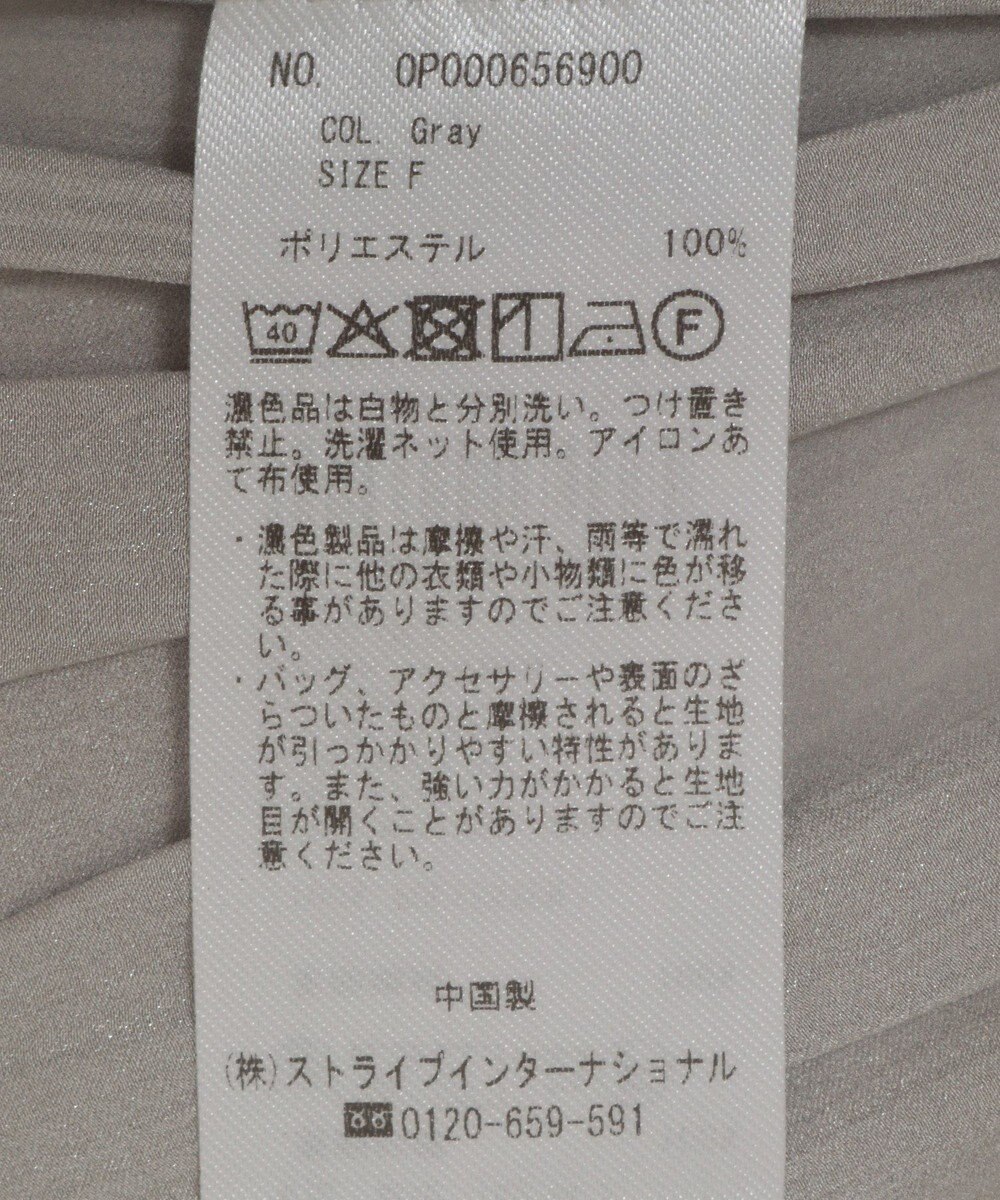 NO. OP000656900
COL. Gray
SIZE F
ポリエステル 100%
40
F
濃色品は白物と分別洗い。つけ置き
禁止。洗濯ネット使用。アイロンあ
て布使用。
・濃色製品は摩擦や汗、雨等で濡れ
た際に他の衣類や小物類に色が移
る事がありますのでご注意くださ
い。
・バッグ、アクセサリーや表面のざ
らついたものと摩擦されると生地
が引っかかりやすい特性がありま
す。また、強い力がかかると生地
目が開くことがありますのでご注
意ください。
中国製
(株)ストライプインターナショナル
0120-659-591